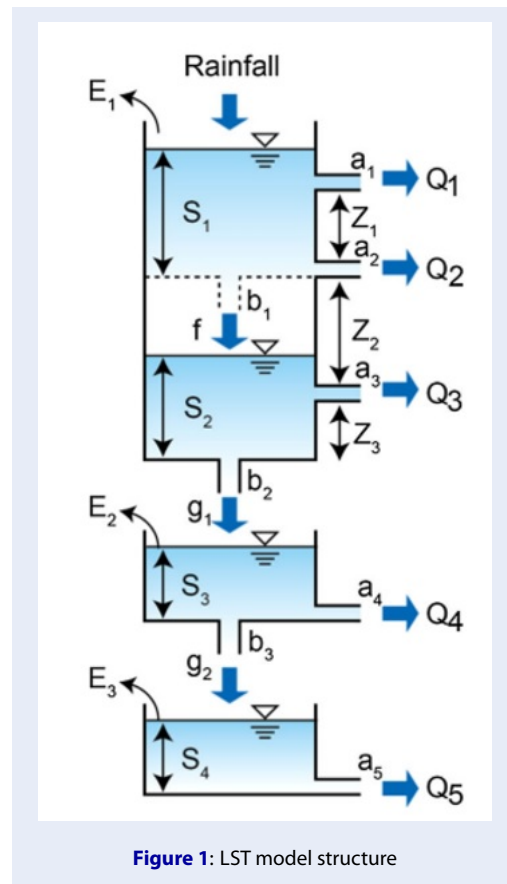 Rainfall
E1
S1
a1
Q1
Z1
a2
Q2
b1
f
Z2
a3
Q3
S2
Z3
b2
g1
E2
S3
a4
Q4
b3
g2
E3
S4
a5
Q5
Figure 1: LST model structure